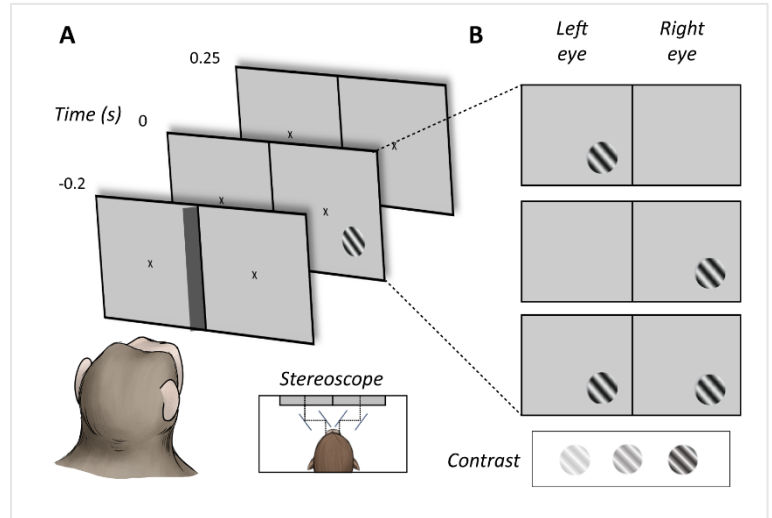 A
0.25
Time (s)
0
-0.2
x
x
x
x
x
x
Stereoscope
B
Left
eye
Right
eye
Contrast